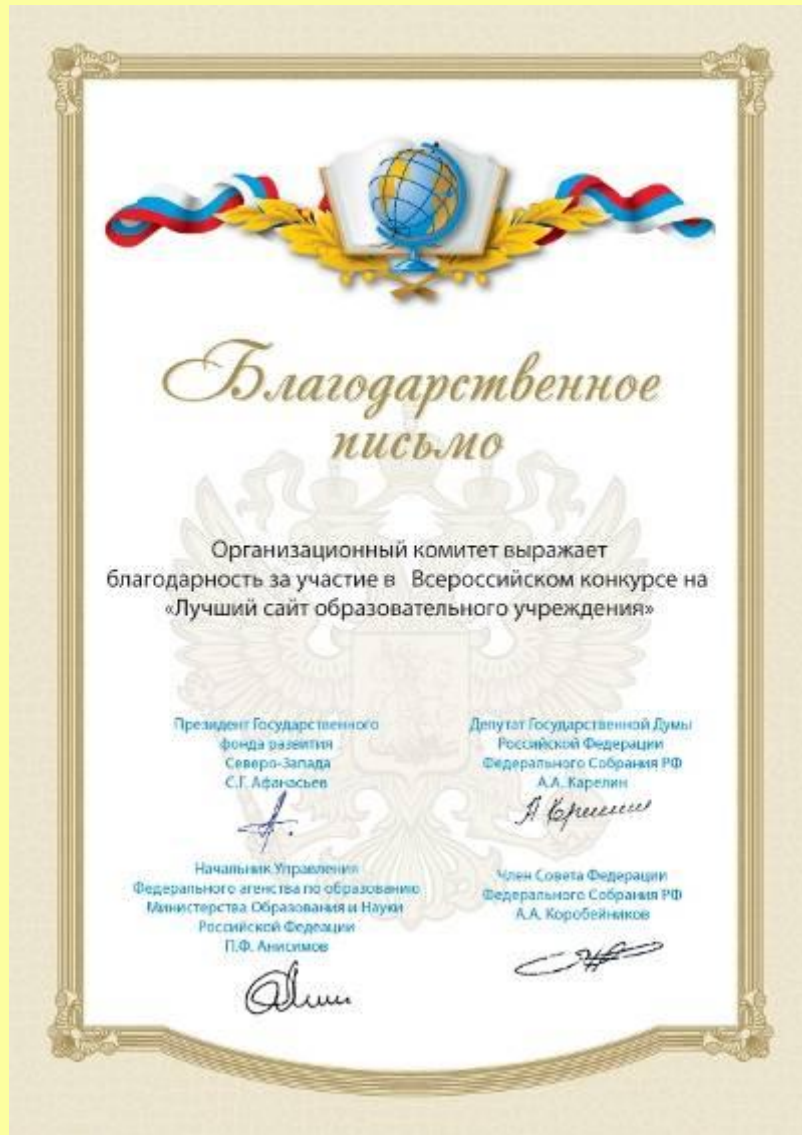 Благодарственное
письмо
Организационный комитет выражает
благодарность за участие в Всероссийском конкурсе на
«Лучший сайт образовательного учреждения»
Президент Государственного
фонда развития
Северо-Запада
С.Г. Афанасьев
Депутат Государственной Думы
Российской Федерации
Федерального Собрания РФ
А.А. Карелин
Начальник Управления
Федерального агенства по образованию
Министерства Образования и Науки
Российской Федеации
П.Ф. Анисимов
Член Совета Федерации
Федерального Собрания РФ
А.А. Коробейников